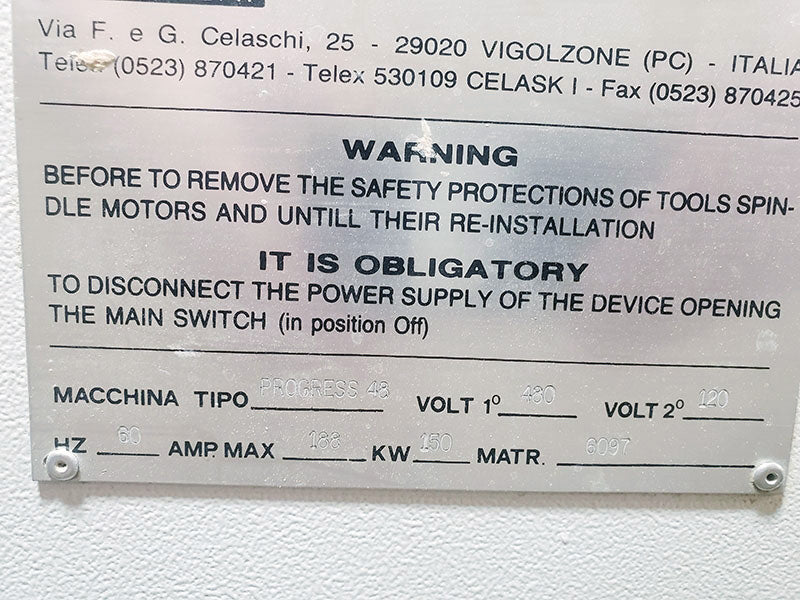 Via F. e G. Celaschi, 25 - 29020 VIGOLZONE (PC) - ITALIA
(0523) 870421 - Telex 530109 CELASK I - Fax (0523) 870425
WARNING
BEFORE TO REMOVE THE SAFETY PROTECTIONS OF TOOLS SPIN-
DLE MOTORS AND UNTILL THEIR RE-INSTALLATION
IT IS OBLIGATORY
TO DISCONNECT THE POWER SUPPLY OF THE DEVICE OPENING
THE MAIN SWITCH (in position Off)
MACCHINA TIPO PROGRESS 48 VOLT 1º 480 VOLT 2º 120
HZ 60 AMP. MAX 188 KW 150 MATR. 6097